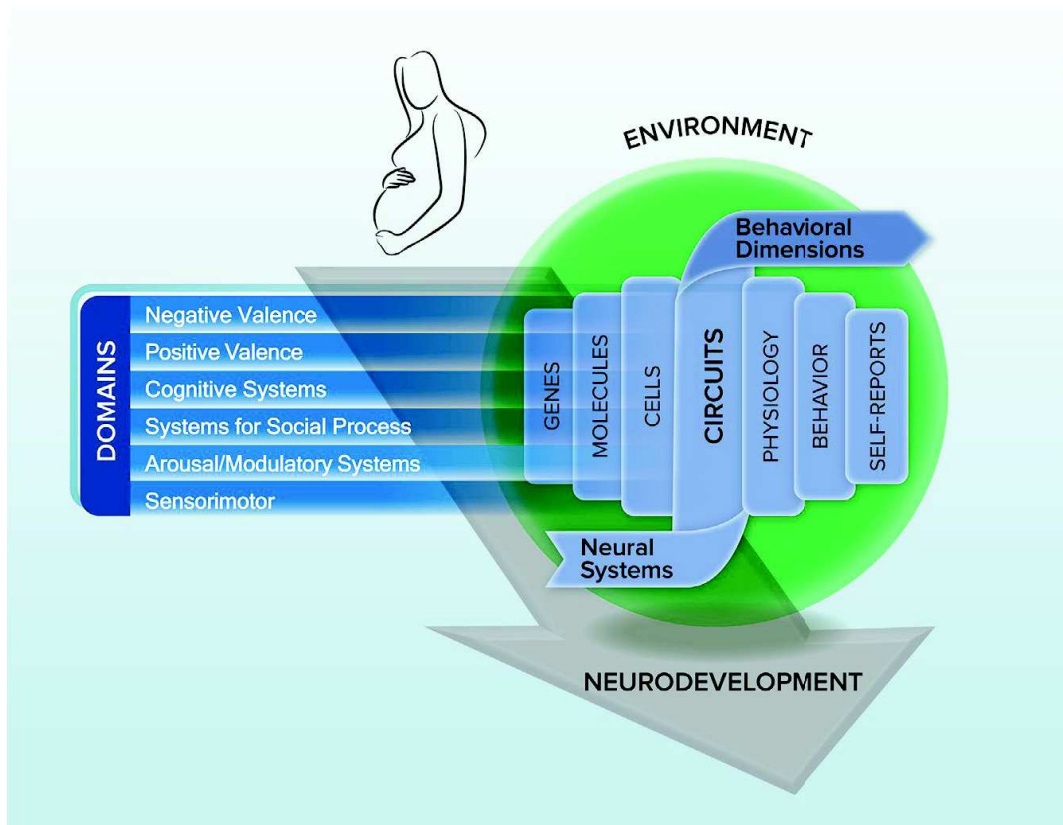 ENVIRONMENT
Behavioral
Dimensions
DOMAINS
Negative Valence
Positive Valence
Cognitive Systems
Systems for Social Process
Arousal/Modulatory Systems
Sensorimotor
GENES
MOLECULES
CELLS
CIRCUITS
PHYSIOLOGY
BEHAVIOR
SELF-REPORTS
Neural
Systems
NEURODEVELOPMENT